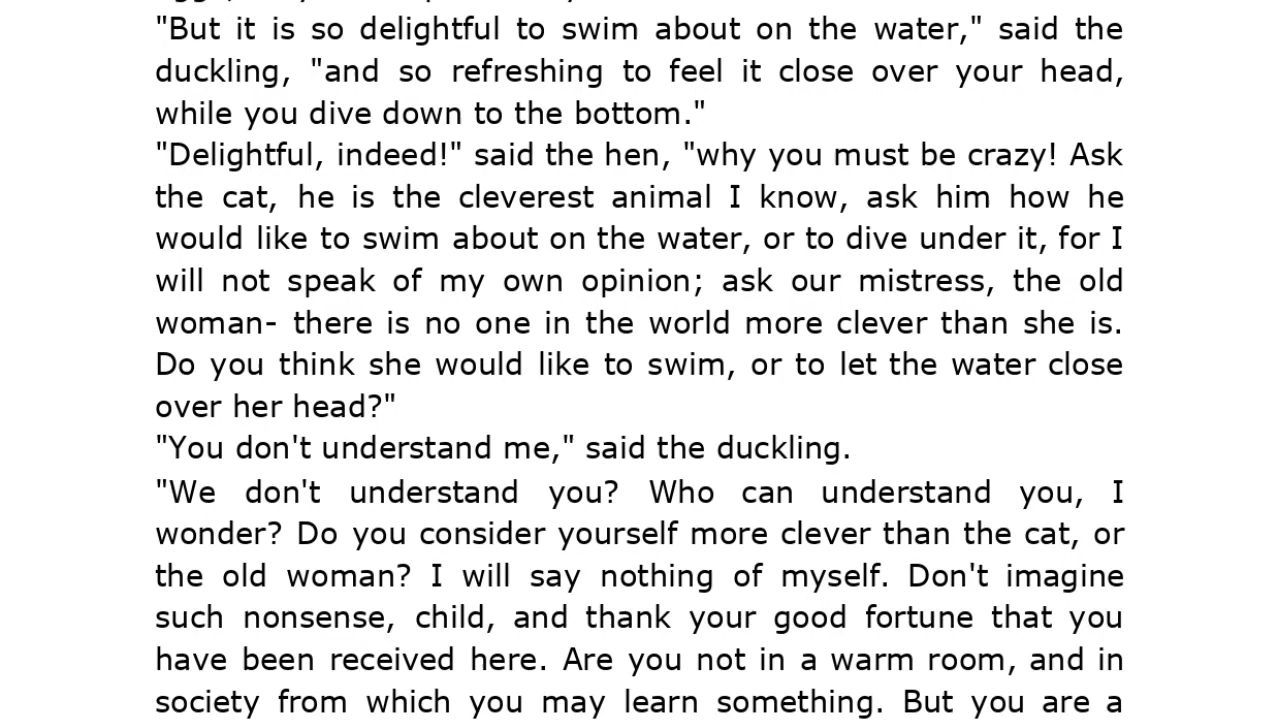 "But it is so delightful to swim about on the water," said the
duckling, "and so refreshing to feel it close over your head,
while you dive down to the bottom."
"Delightful, indeed!" said the hen, "why you must be crazy! Ask
the cat, he is the cleverest animal I know, ask him how he
would like to swim about on the water, or to dive under it, for I
will not speak of my own opinion; ask our mistress, the old
woman- there is no one in the world more clever than she is.
Do you think she would like to swim, or to let the water close
over her head?"
"You don't understand me," said the duckling.
"We don't understand you? Who can understand you, I
wonder? Do you consider yourself more clever than the cat, or
the old woman? I will say nothing of myself. Don't imagine
such nonsense, child, and thank your good fortune that you
have been received here. Are you not in a warm room, and in
society from which you may learn something. But you are a